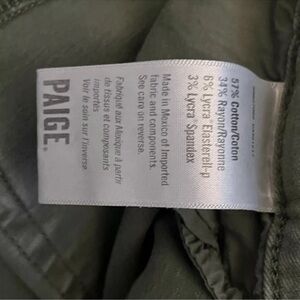 PAIGE®
57% Cotton/Coton
34% Rayon/Rayonne
6% Lycra® Elasterell-p
3% Lycra® Spandex
Made in Mexico of Imported
fabric and components.
See care on reverse.
Fabriqué aux Mexique à partir
de tissus et composants
importés
Voir le soin sur l'inverse